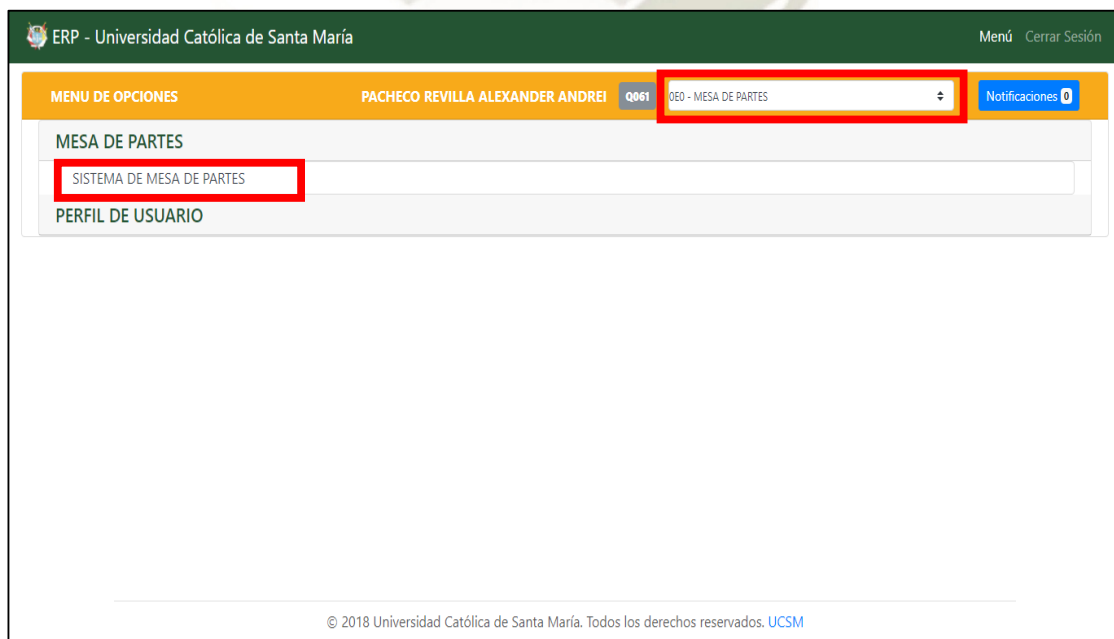 ERP - Universidad Católica de Santa María Menú Cerrar Sesión
MENU DE OPCIONES PACHECO REVILLA ALEXANDER ANDREI Q061 0E0 - MESA DE PARTES Notificaciones 0
MESA DE PARTES
SISTEMA DE MESA DE PARTES
PERFIL DE USUARIO
© 2018 Universidad Católica de Santa María. Todos los derechos reservados. UCSM